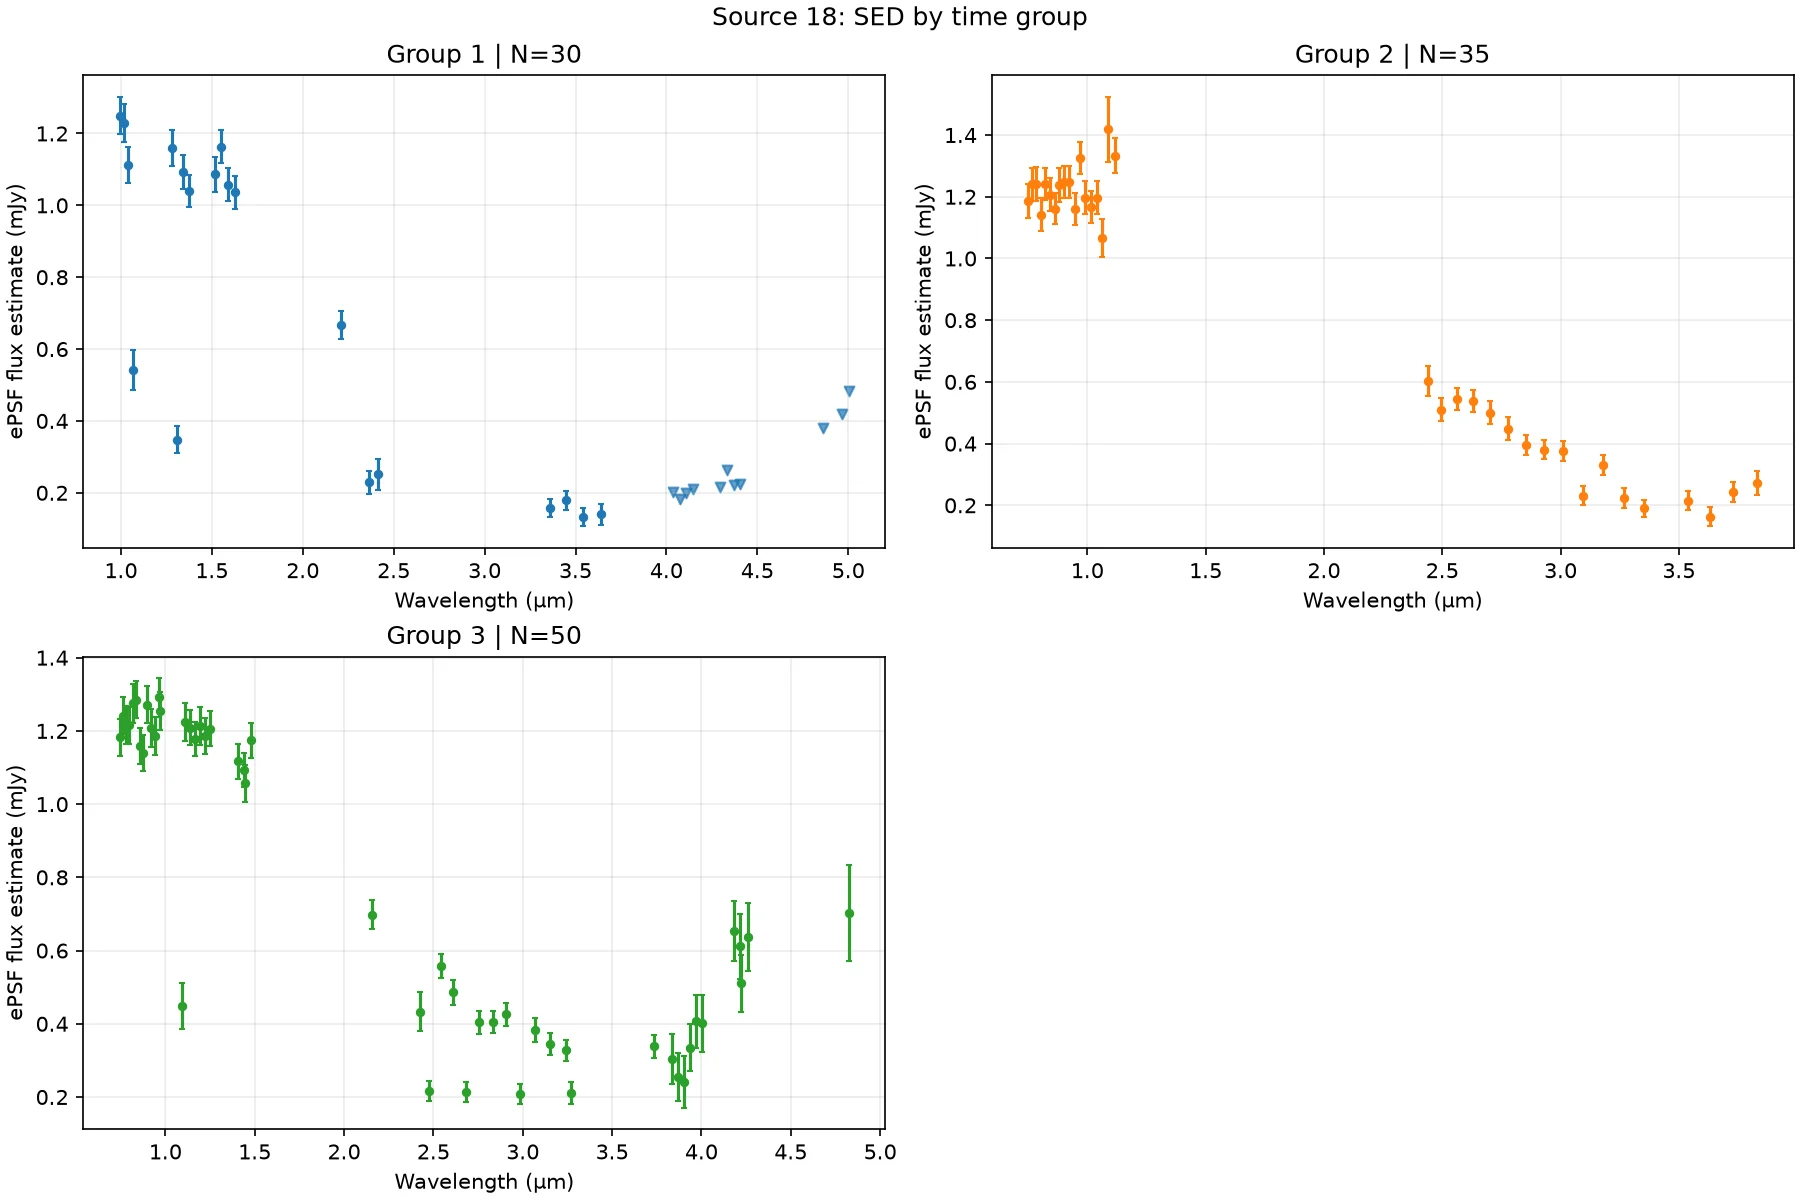 Source 18: SED by time group
Group 1 | N=30
ePSF flux estimate (mJy)
1.2
1.0
0.8
0.6
0.4
0.2
1.0 1.5 2.0 2.5 3.0 3.5 4.0 4.5 5.0
Wavelength (μm)
Group 2 | N=35
ePSF flux estimate (mJy)
1.4
1.2
1.0
0.8
0.6
0.4
0.2
1.0 1.5 2.0 2.5 3.0 3.5
Wavelength (μm)
Group 3 | N=50
ePSF flux estimate (mJy)
1.4
1.2
1.0
0.8
0.6
0.4
0.2
1.0 1.5 2.0 2.5 3.0 3.5 4.0 4.5 5.0
Wavelength (μm)